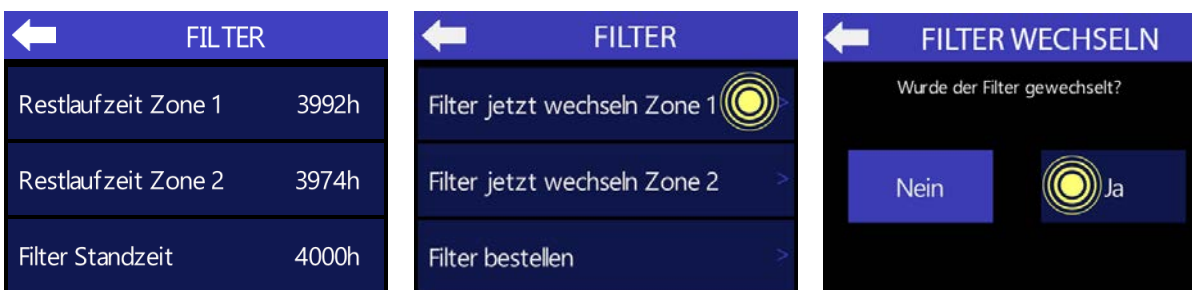 FILTER
Restlaufzeit Zone 1 3992h
Restlaufzeit Zone 2 3974h
Filter Standzeit 4000h
FILTER
Filter jetzt wechseln Zone 1 >
Filter jetzt wechseln Zone 2 >
Filter bestellen >
FILTER WECHSELN
Wurde der Filter gewechselt?
Nein Ja